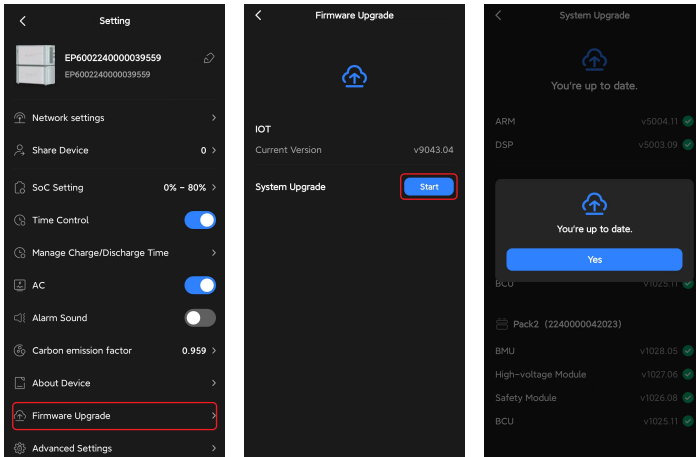 Setting
EP6002240000039559
EP6002240000039559
Network settings
Share Device 0
SoC Setting 0% - 80%
Time Control
Manage Charge/Discharge Time
AC
Alarm Sound
Carbon emission factor 0.959
About Device
Firmware Upgrade
Advanced Settings
Firmware Upgrade
IOT
Current Version v9043.04
System Upgrade Start
System Upgrade
You're up to date.
ARM v5004.11
DSP v5003.09
You're up to date.
Yes
BCU v1025.11
Pack2 (2240000042023)
BMU v1028.05
High-voltage Module v1027.06
Safety Module v1026.08
BCU v1025.11